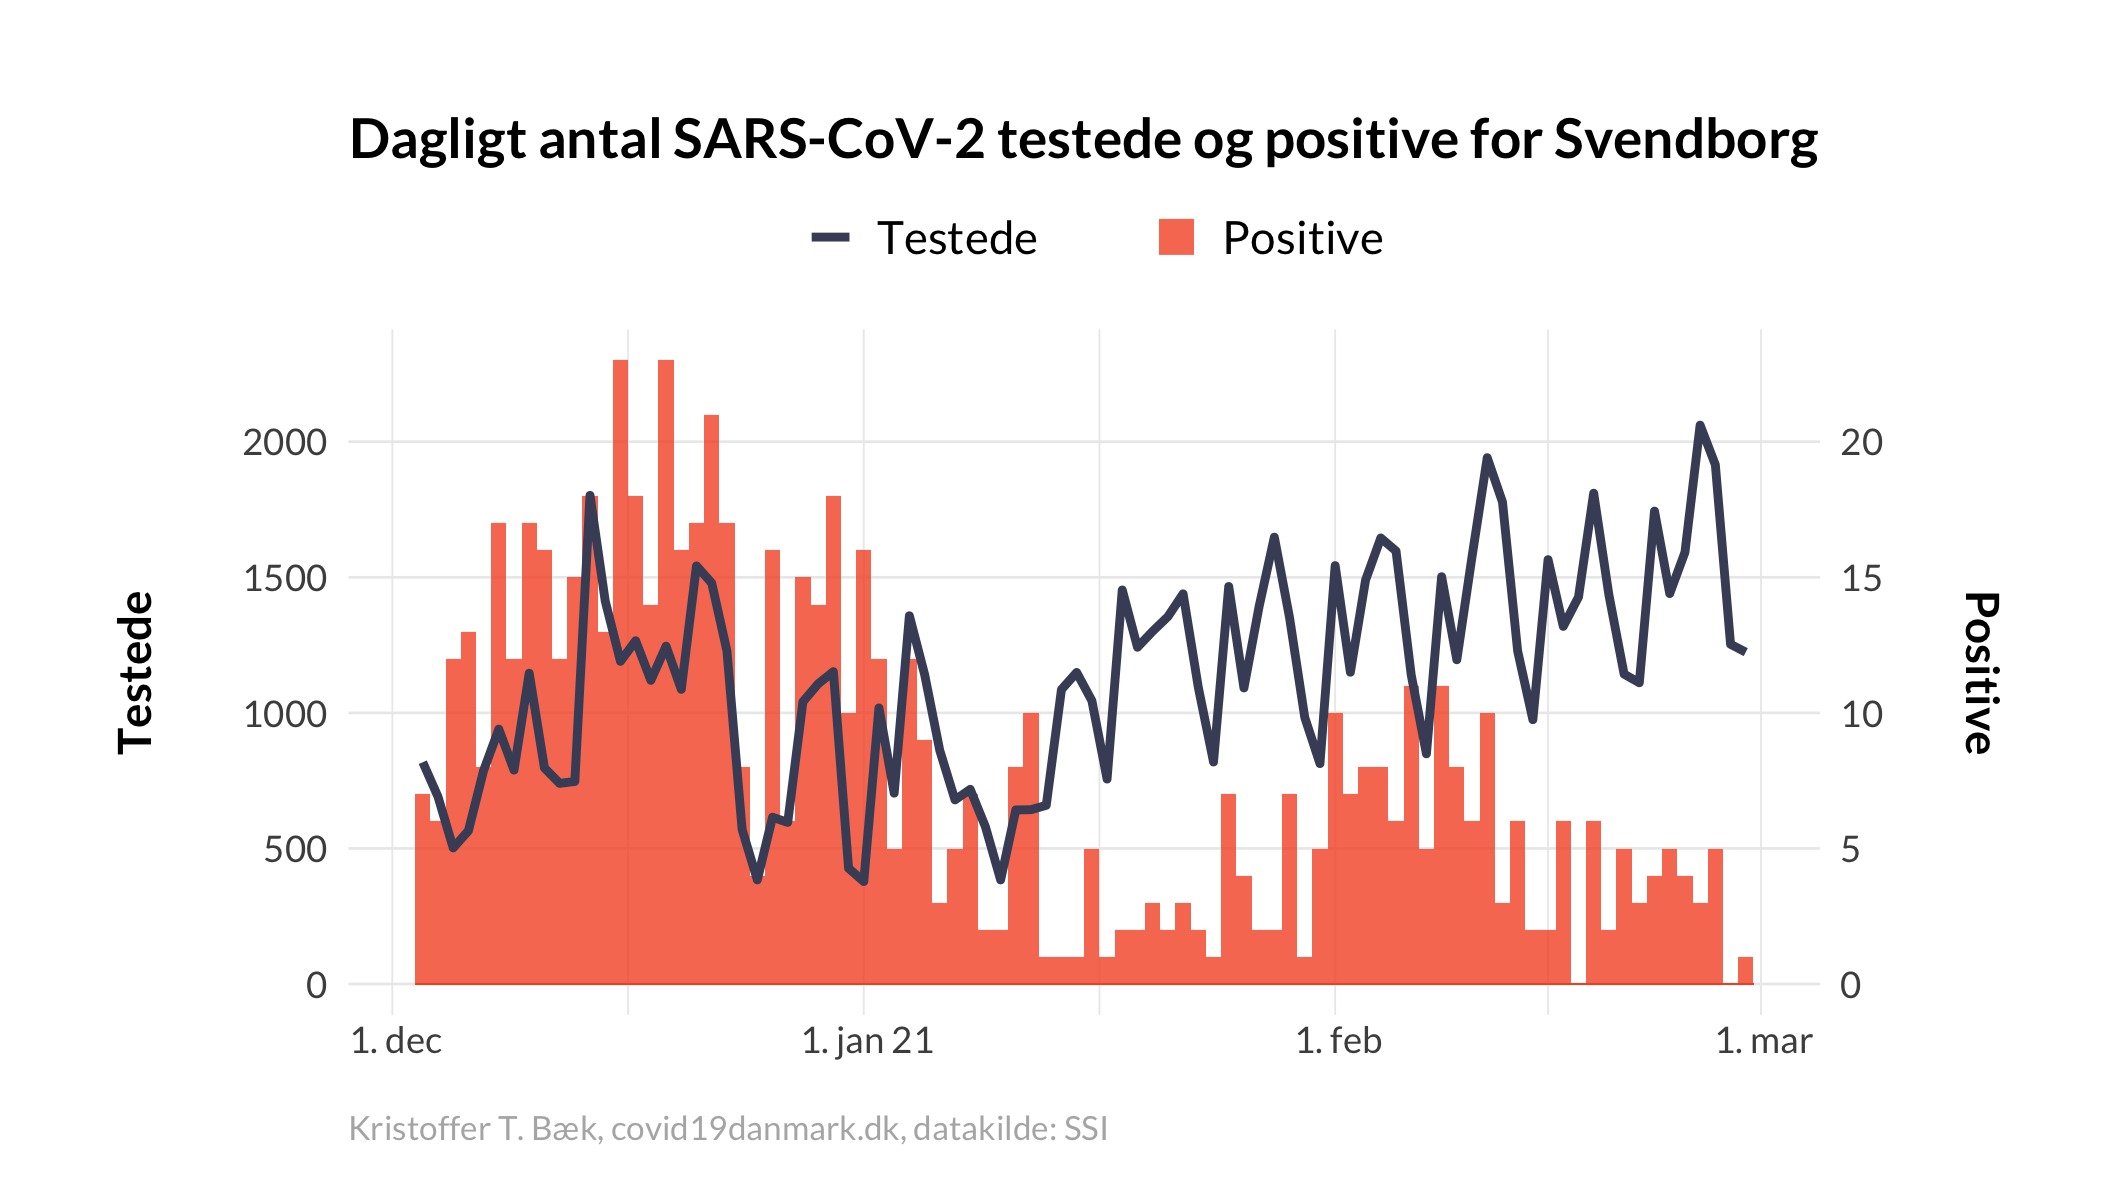 Dagligt antal SARS-CoV-2 testede og positive for Svendborg
Testede
Positive
Testede
Positive
2000
1500
1000
500
0
20
15
10
5
0
1. dec
1. jan 21
1. feb
1. mar
Kristoffer T. Bæk, covid19danmark.dk, datakilde: SSI